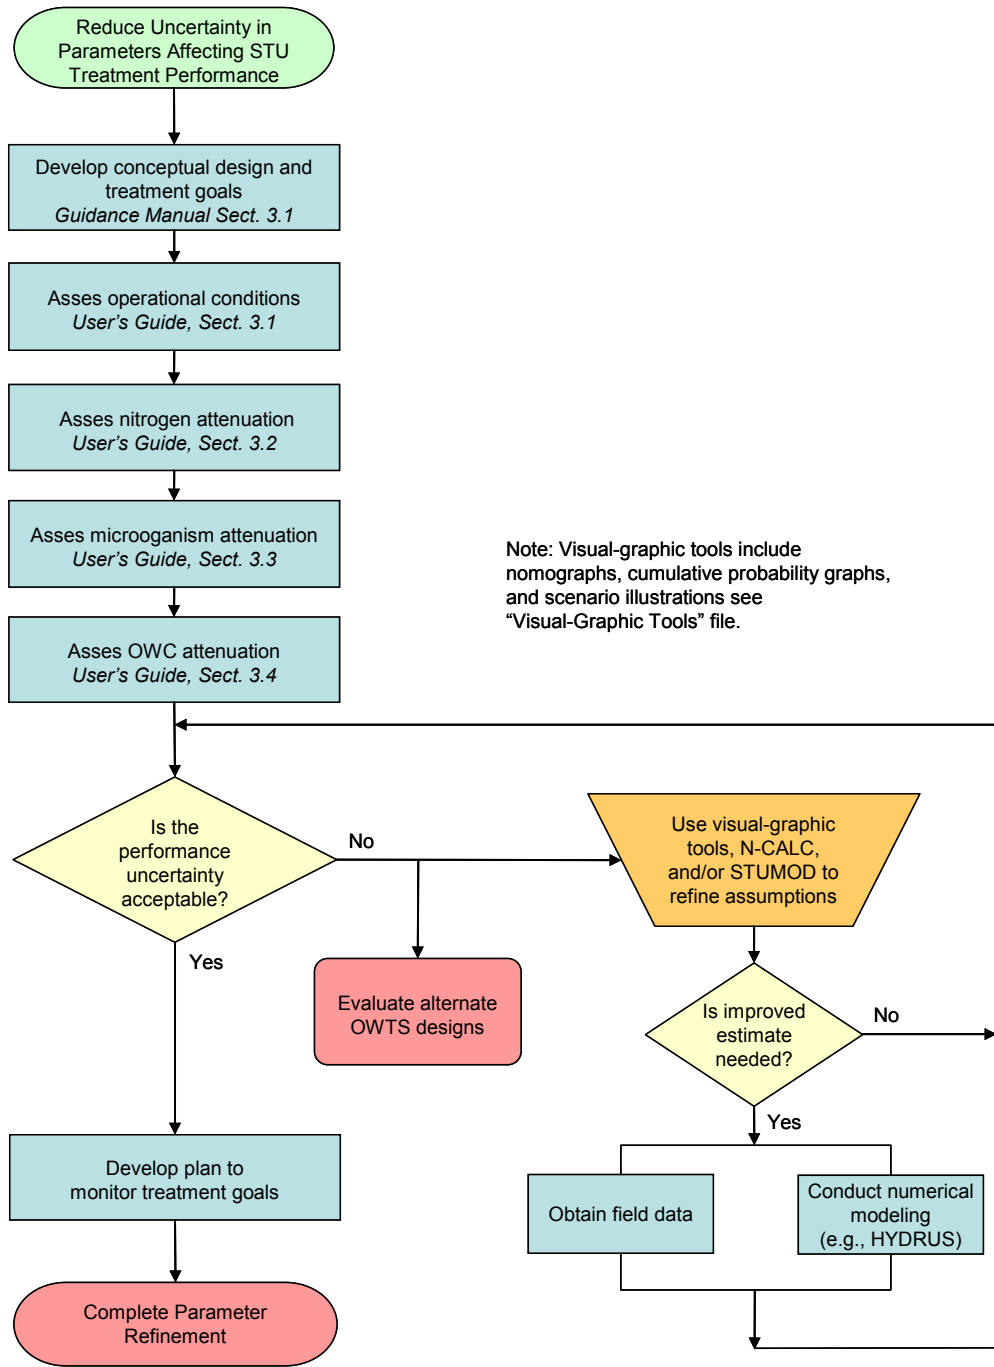 Reduce Uncertainty in
Parameters Affecting STU
Treatment Performance
Develop conceptual design and
treatment goals
Guidance Manual Sect. 3.1
Asses operational conditions
User's Guide, Sect. 3.1
Asses nitrogen attenuation
User's Guide, Sect. 3.2
Asses microoganism attenuation
User's Guide, Sect. 3.3
Note: Visual-graphic tools include
nomographs, cumulative probability graphs,
and scenario illustrations see
“Visual-Graphic Tools” file.
Asses OWC attenuation
User's Guide, Sect. 3.4
Is the
performance
uncertainty
acceptable?
No
Yes
Use visual-graphic
tools, N-CALC,
and/or STUMOD to
refine assumptions
Evaluate alternate
OWTS designs
Is improved
estimate
needed?
No
Yes
Develop plan to
monitor treatment goals
Obtain field data
Conduct numerical
modeling
(e.g., HYDRUS)
Complete Parameter
Refinement